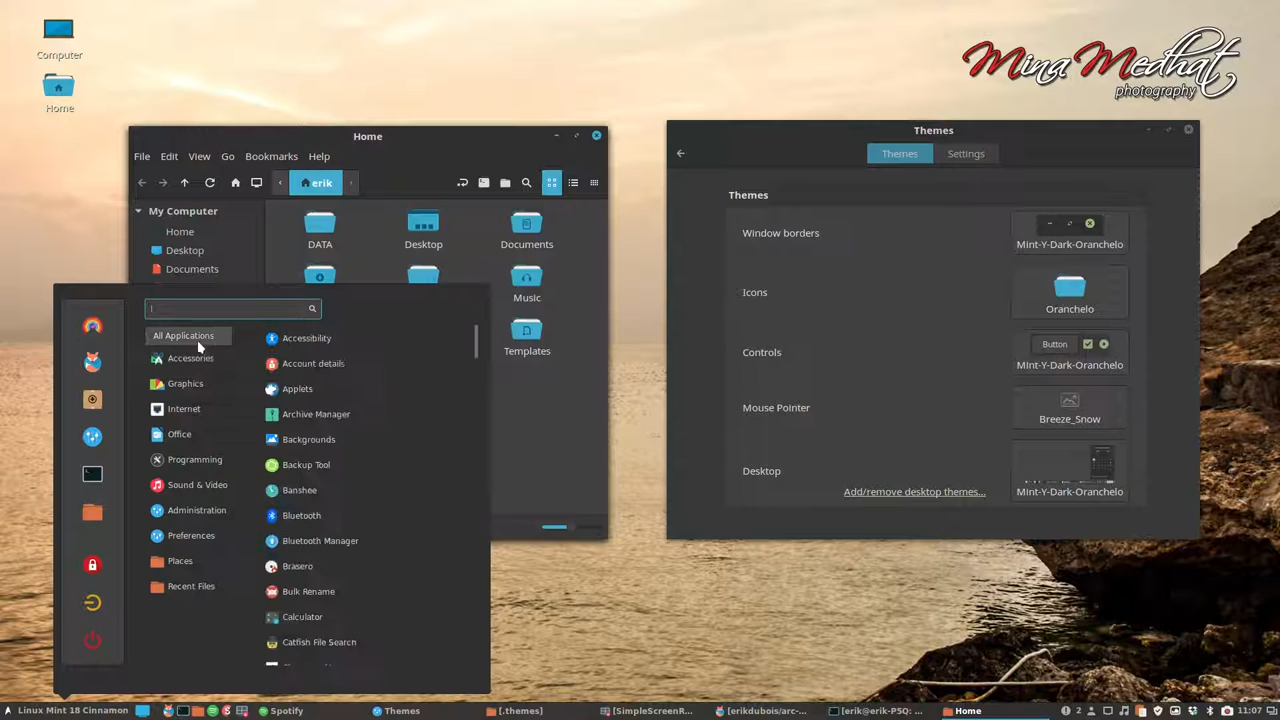 Computer
Home
Mina Medhat
photography
Home
File Edit View Go Bookmarks Help
erik
My Computer
Home
Desktop
Documents
DATA
Desktop
Documents
Music
Templates
All Applications
Accessories
Graphics
Internet
Office
Programming
Sound & Video
Administration
Preferences
Places
Recent Files
Accessibility
Account details
Applets
Archive Manager
Backgrounds
Backup Tool
Banshee
Bluetooth
Bluetooth Manager
Brasero
Bulk Rename
Calculator
Catfish File Search
Themes
Themes Settings
Themes
Window borders
Mint-Y-Dark-Oranchelo
Icons
Oranchelo
Controls
Button
MInt-Y-Dark-Oranchelo
Mouse Pointer
Breeze_Snow
Desktop
Add/remove desktop themes...
MInt-Y-Dark-Oranchelo
Linux Mint 18 Cinnamon Spotify Themes [.themes] [SimpleScreenR... [erikdubois/arc-... [erik@erik-P5Q: ... Home 2 11:07